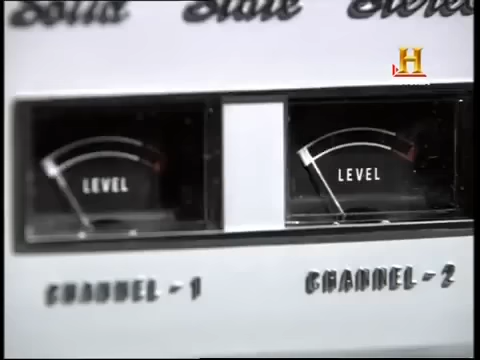 Solid State Stereo
H
LEVEL LEVEL
CHANNEL-1 CHANNEL-2